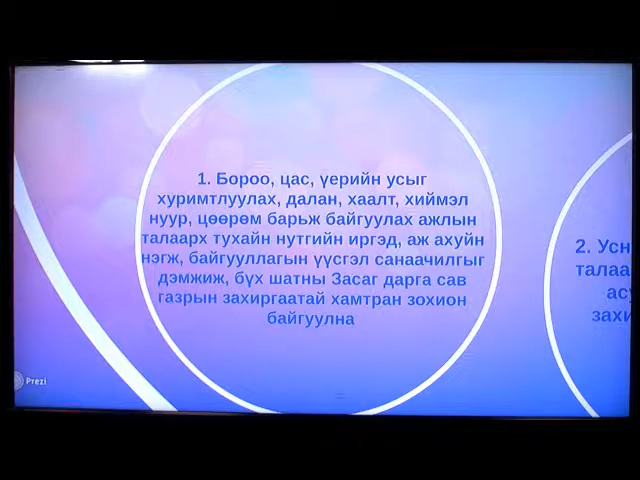 1. Бороо, цас, үерийн усыг
хуримтлуулах, далан, хаалт, хиймэл
нуур, цөөрөм барьж байгуулах ажлын
талаарх тухайн нутгийн иргэд, аж ахуйн
нэгж, байгууллагын үүсгэл санаачилгыг
дэмжиж, бүх шатны Засаг дарга сав
газрын захиргаатай хамтран зохион
байгуулна
2. Усн
талаа
ас
захи
Prezi